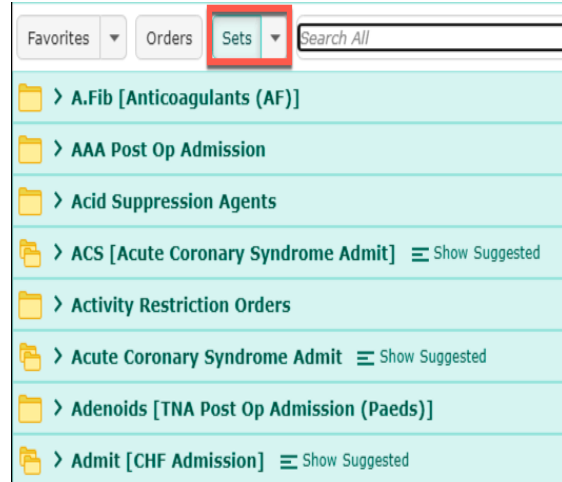 Favorites Orders Sets Search All
A.Fib [Anticoagulants (AF)]
AAA Post Op Admission
Acid Suppression Agents
ACS [Acute Coronary Syndrome Admit] Show Suggested
Activity Restriction Orders
Acute Coronary Syndrome Admit Show Suggested
Adenoids [TNA Post Op Admission (Paeds)]
Admit [CHF Admission] Show Suggested